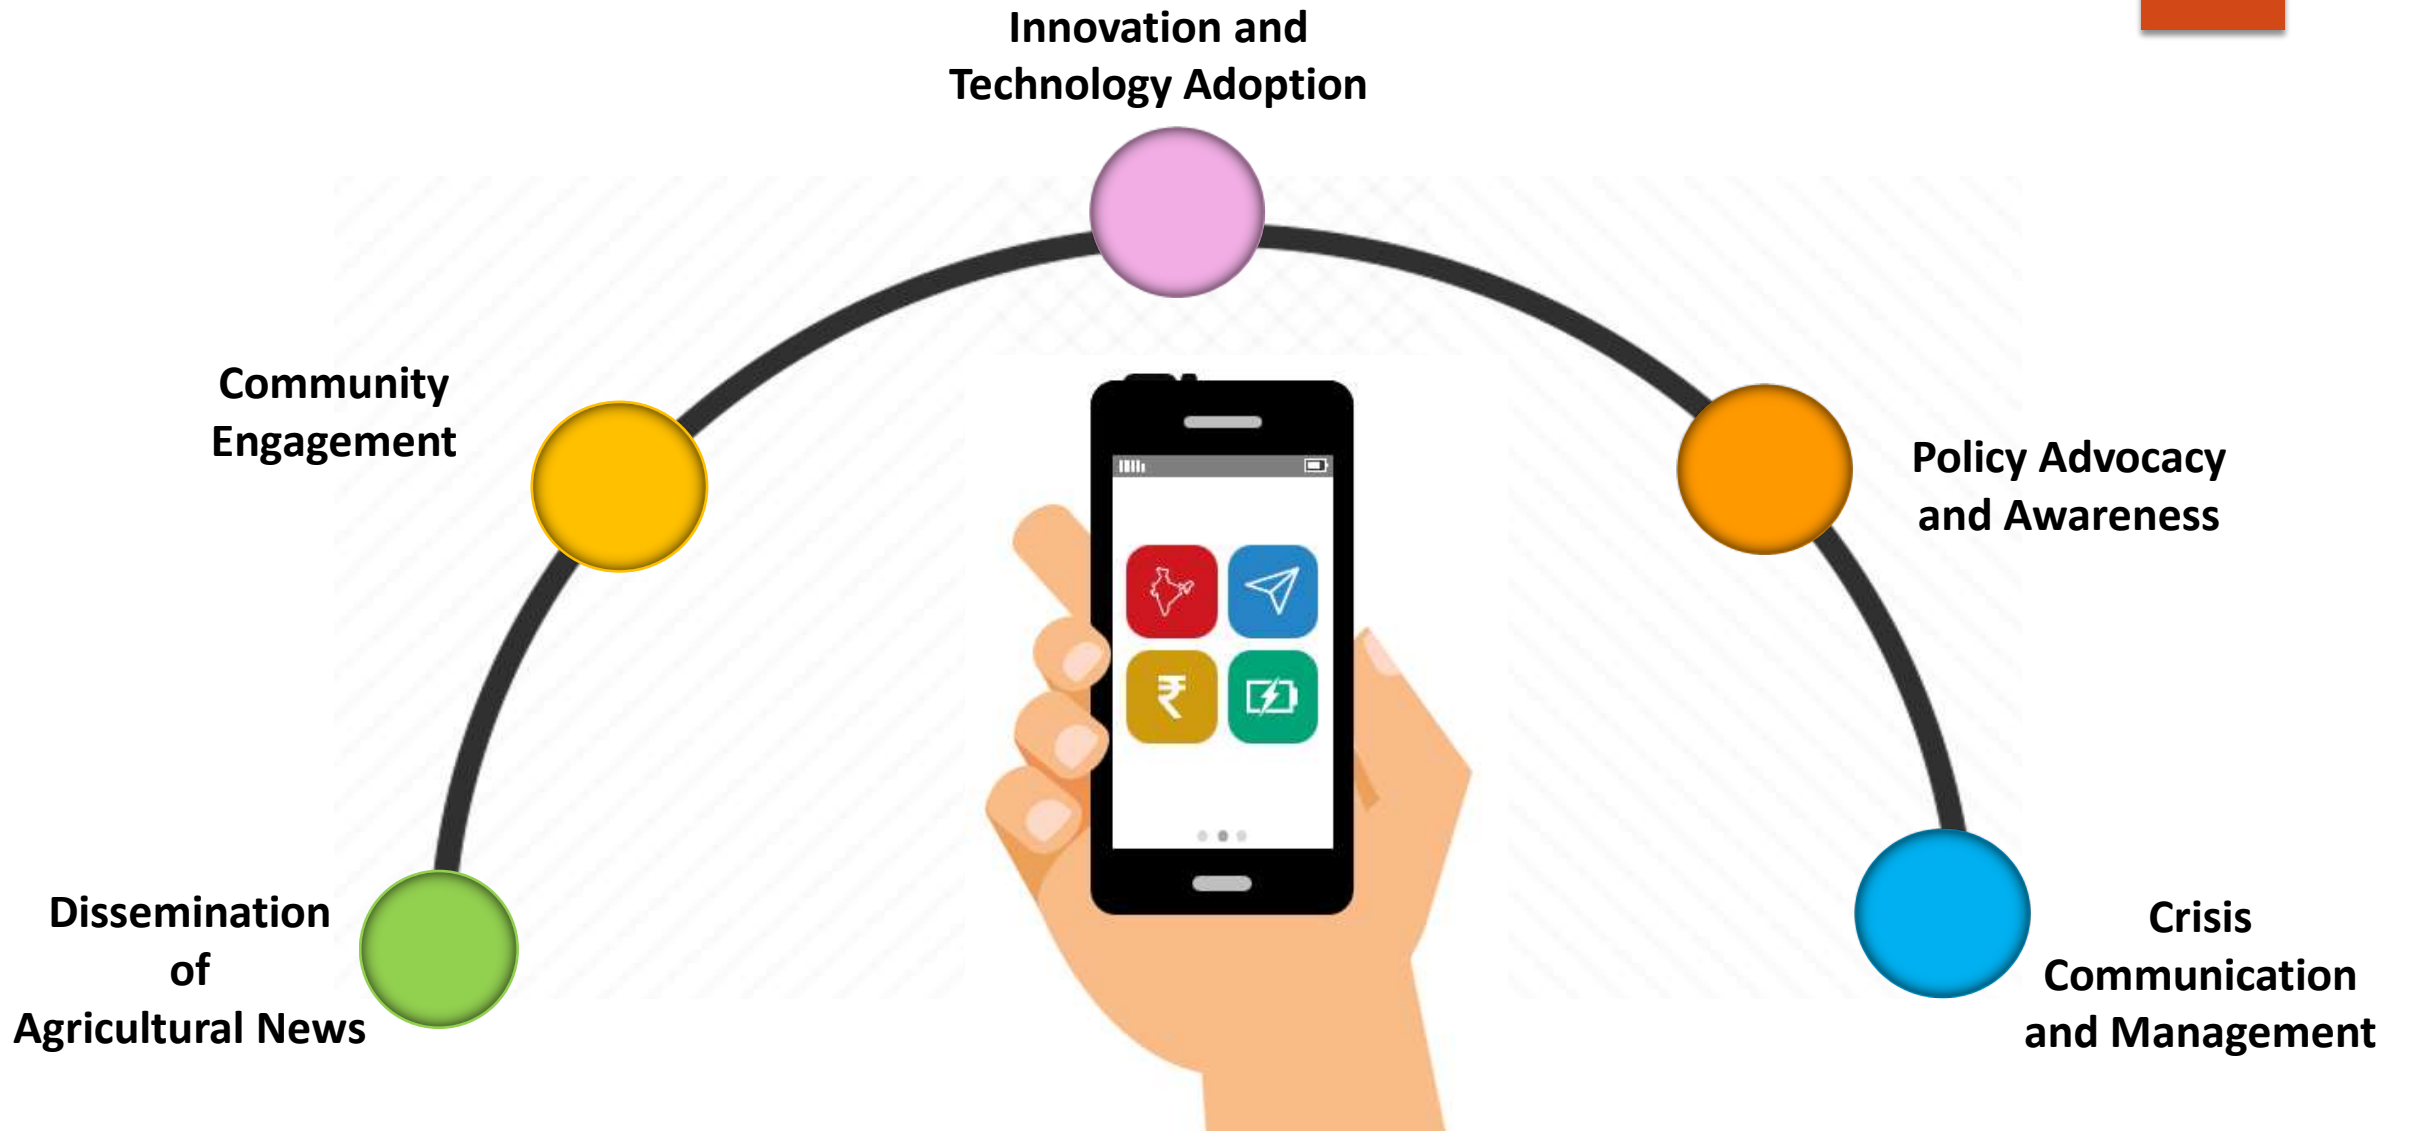 Innovation and
Technology Adoption
Community
Engagement
Policy Advocacy
and Awareness
₹
Dissemination
of
Agricultural News
Crisis
Communication
and Management